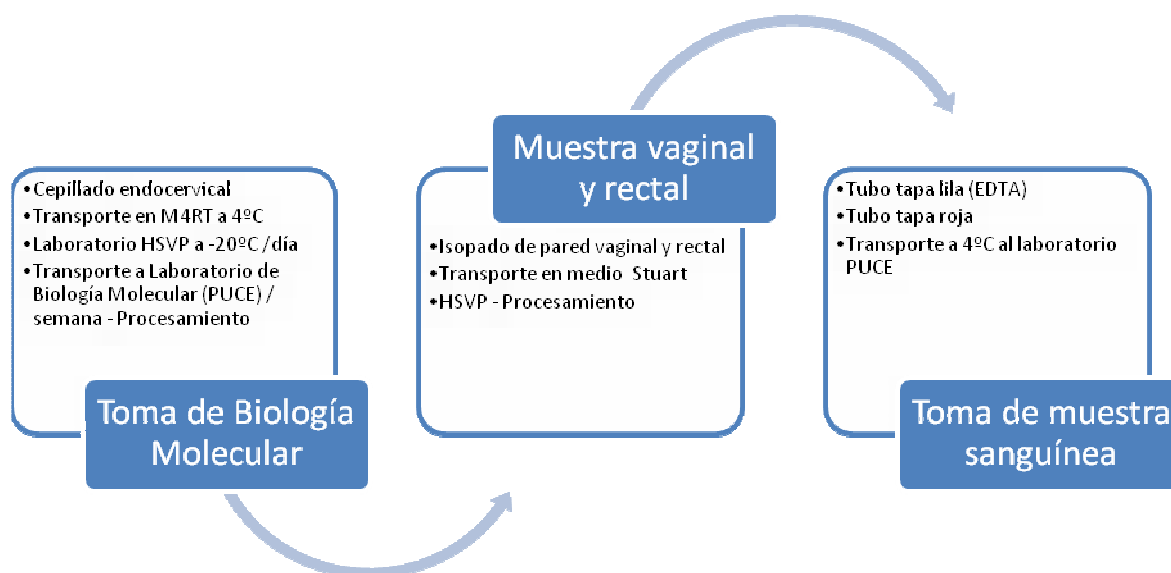 •Cepillado endocervical
•Transporte en M4RT a 4ºC
•Laboratorio HSVP a -20ºC /día
•Transporte a Laboratorio de
Biología Molecular (PUCE) /
semana - Procesamiento
Toma de Biología
Molecular
Muestra vaginal
y rectal
•Isopado de pared vaginal y rectal
•Transporte en medio Stuart
•HSVP - Procesamiento
•Tubo tapa lila (EDTA)
•Tubo tapa roja
•Transporte a 4ºC al laboratorio
PUCE
Toma de muestra
sanguínea